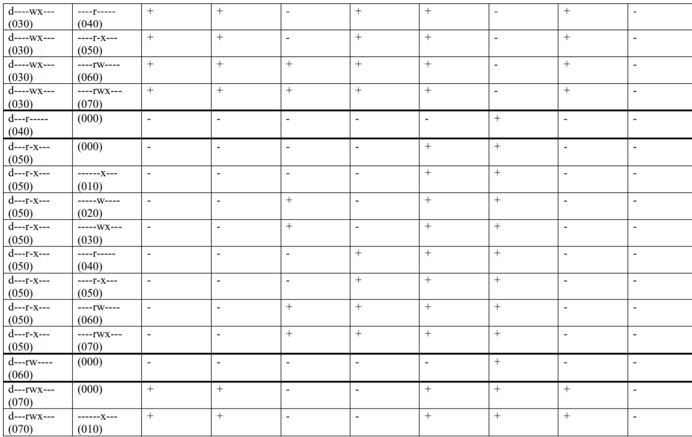 d----wx--- ----r----- + + - + + - + -
(030) (040)
d----wx--- ----r-x--- + + - + + - + -
(030) (050)
d----wx--- ----rw---- + + + + + - + -
(030) (060)
d----wx--- ----rwx--- + + + + + - + -
(030) (070)
d---r----- (000) - - - - - + - -
(040)
d---r-x--- (000) - - - - + + - -
(050)
d---r-x--- ------x--- - - - - + + - -
(050) (010)
d---r-x--- -----w---- - - + - + + - -
(050) (020)
d---r-x--- -----wx--- - - + - + + - -
(050) (030)
d---r-x--- ----r----- - - - + + + - -
(050) (040)
d---r-x--- ----r-x--- - - - + + + - -
(050) (050)
d---r-x--- ----rw---- - - + + + + - -
(050) (060)
d---r-x--- ----rwx--- - - + + + + - -
(050) (070)
d---rw---- (000) - - - - - + - -
(060)
d---rwx--- (000) + + - - + + + -
(070)
d---rwx--- ------x--- + + - - + + + -
(070) (010)